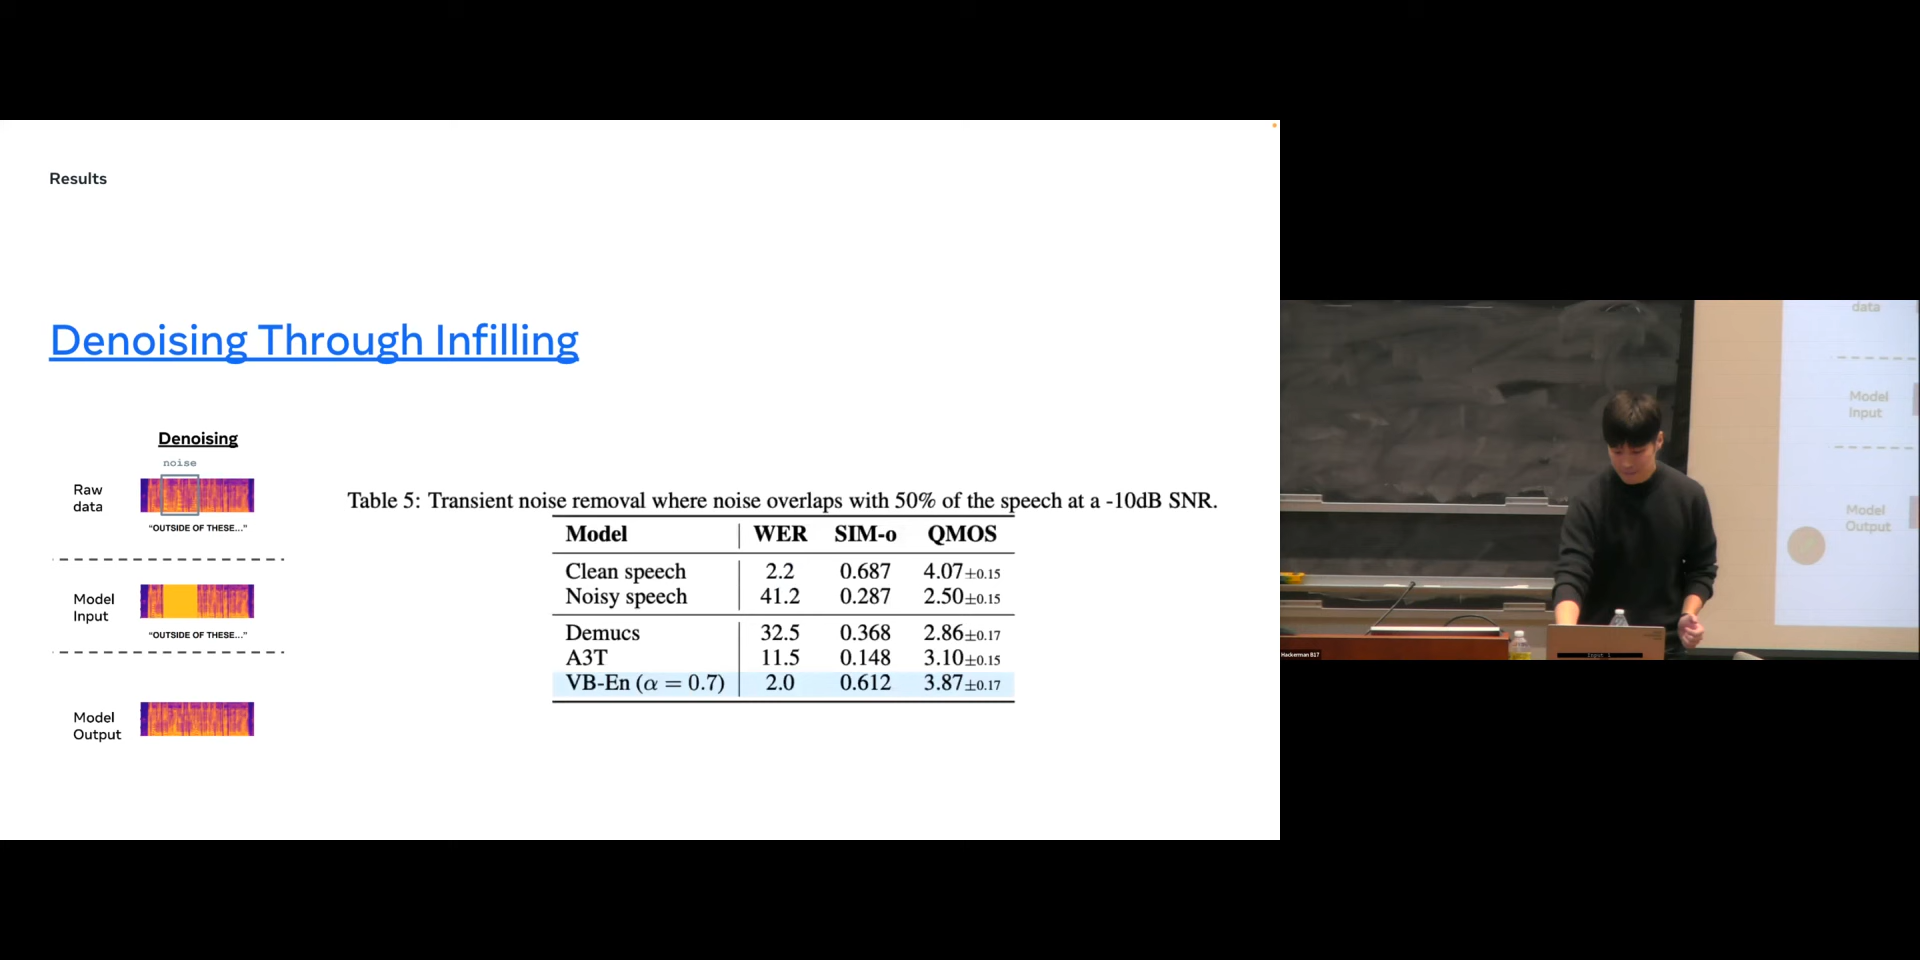 Results
Denoising Through Infilling
Denoising
noise
Raw
data
"OUTSIDE OF THESE..."
Model
Input
"OUTSIDE OF THESE..."
Model
Output
Table 5: Transient noise removal where noise overlaps with 50% of the speech at a -10dB SNR.
Model WER SIM-o QMOS
Clean speech 2.2 0.687 4.07±0.15
Noisy speech 41.2 0.287 2.50±0.15
Demucs 32.5 0.368 2.86±0.17
A3T 11.5 0.148 3.10±0.15
VB-En (α = 0.7) 2.0 0.612 3.87±0.17
data
Model
Input
Model
Output
Hackerman B17
Input 1